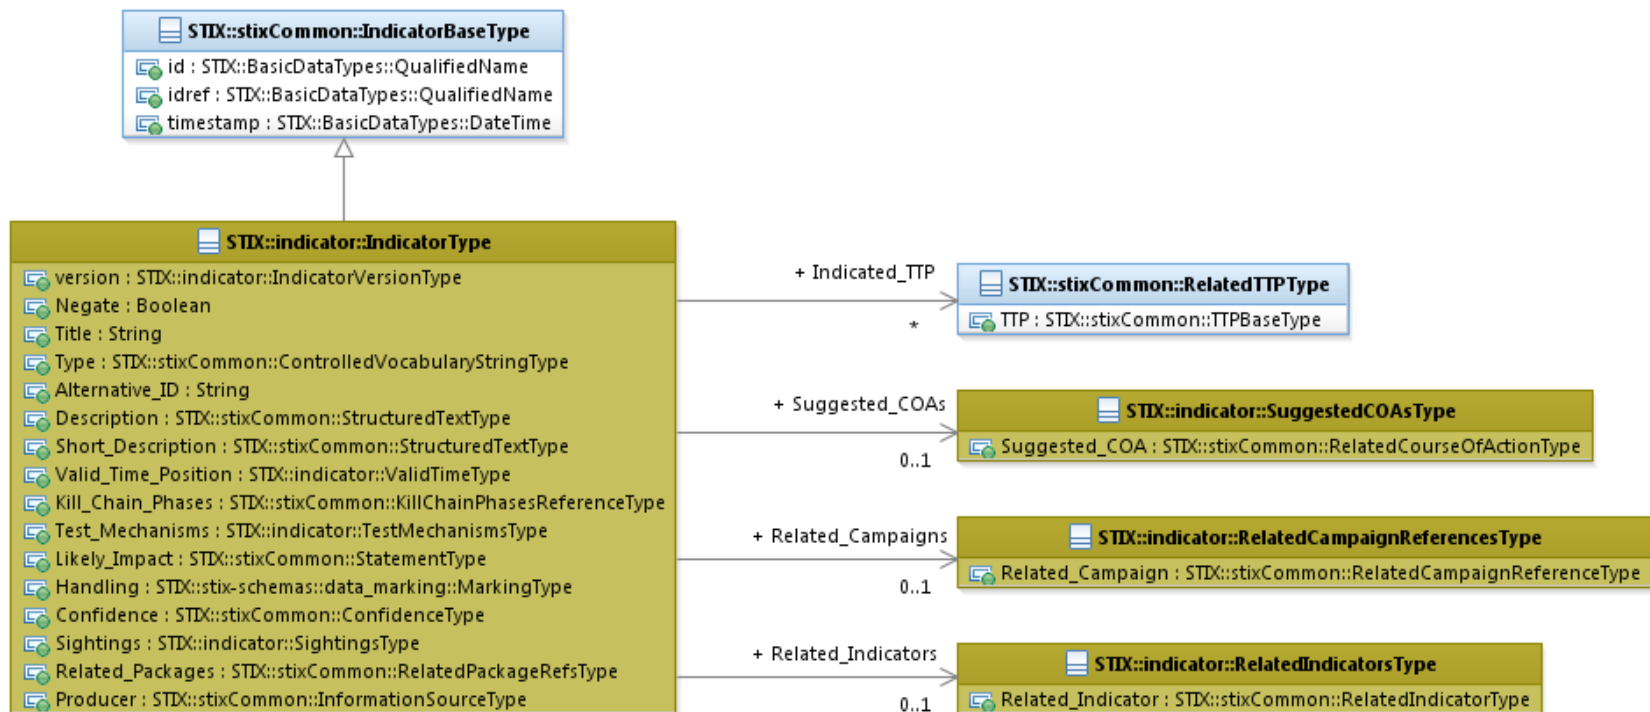 STIX::stixCommon::IndicatorBaseType
id : STIX::BasicDataTypes::QualifiedName
idref : STIX::BasicDataTypes::QualifiedName
timestamp : STIX::BasicDataTypes::DateTime
STIX::indicator::IndicatorType
version : STIX::indicator::IndicatorVersionType
Negate : Boolean
Title : String
Type : STIX::stixCommon::ControlledVocabularyStringType
Alternative_ID : String
Description : STIX::stixCommon::StructuredTextType
Short_Description : STIX::stixCommon::StructuredTextType
Valid_Time_Position : STIX::indicator::ValidTimeType
Kill_Chain_Phases : STIX::stixCommon::KillChainPhasesReferenceType
Test_Mechanisms : STIX::indicator::TestMechanismsType
Likely_Impact : STIX::stixCommon::StatementType
Handling : STIX::stix-schemas::data_marking::MarkingType
Confidence : STIX::stixCommon::ConfidenceType
Sightings : STIX::indicator::SightingsType
Related_Packages : STIX::stixCommon::RelatedPackageRefsType
Producer : STIX::stixCommon::InformationSourceType
+ Indicated_TTP
*
STIX::stixCommon::RelatedTTPType
TTP : STIX::stixCommon::TTPBaseType
+ Suggested_COAs
0..1
STIX::indicator::SuggestedCOAsType
Suggested_COA : STIX::stixCommon::RelatedCourseOfActionType
+ Related_Campaigns
0..1
STIX::indicator::RelatedCampaignReferencesType
Related_Campaign : STIX::stixCommon::RelatedCampaignReferenceType
+ Related_Indicators
0..1
STIX::indicator::RelatedIndicatorsType
Related_Indicator : STIX::stixCommon::RelatedIndicatorType